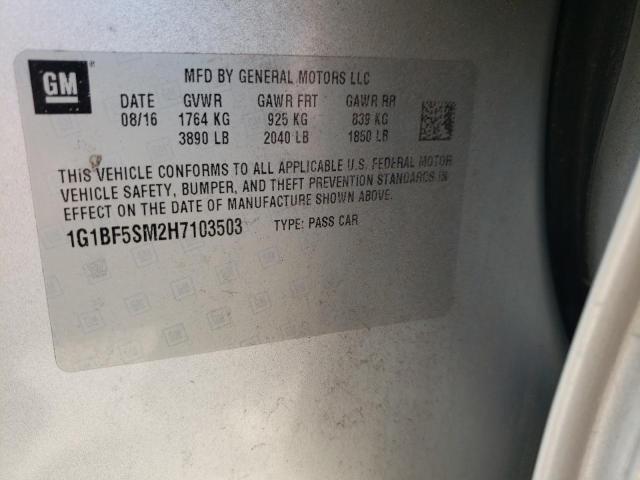 GM
MFD BY GENERAL MOTORS LLC
DATE GVWR GAWR FRT GAWR RR
08/16 1764 KG 925 KG 839 KG
3890 LB 2040 LB 1850 LB
THIS VEHICLE CONFORMS TO ALL APPLICABLE U.S. FEDERAL MOTOR
VEHICLE SAFETY, BUMPER, AND THEFT PREVENTION STANDARDS IN
EFFECT ON THE DATE OF MANUFACTURE SHOWN ABOVE.
1G1BF5SM2H7103503 TYPE: PASS CAR